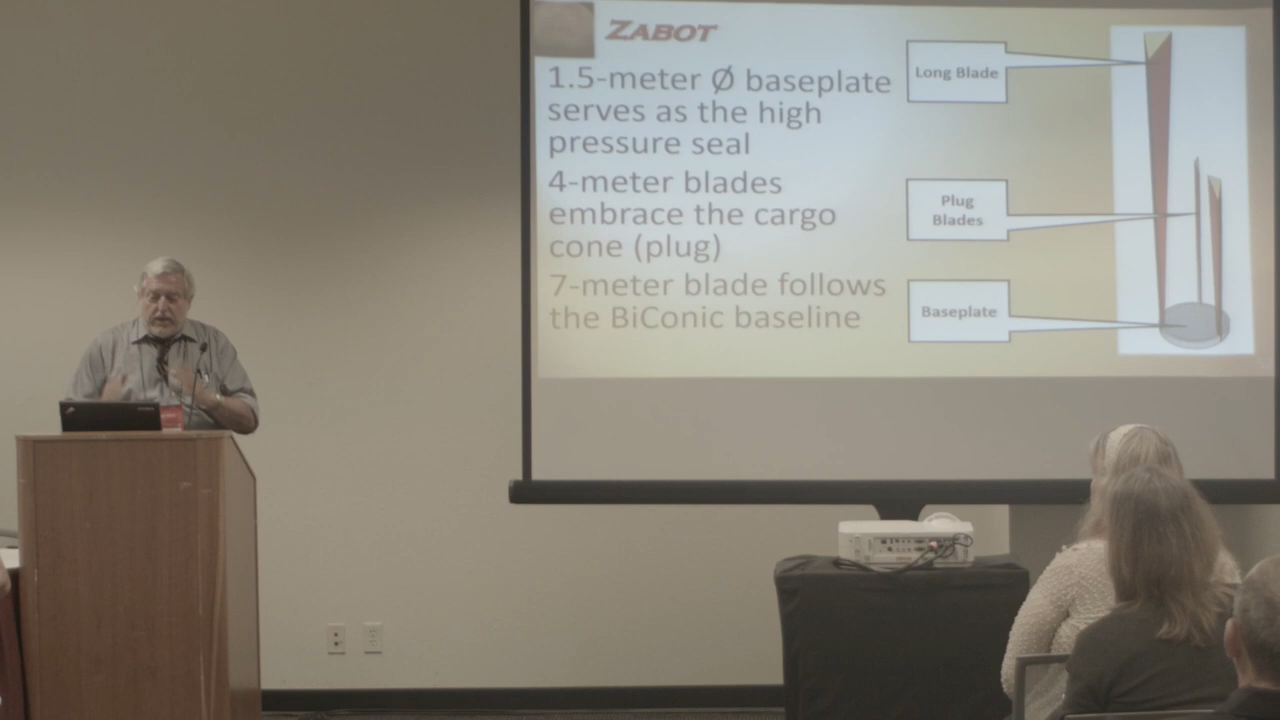 ZABOT
1.5-meter Ø baseplate
serves as the high
pressure seal
4-meter blades
embrace the cargo
cone (plug)
7-meter blade follows
the BiConic baseline
Long Blade
Plug
Blades
Baseplate